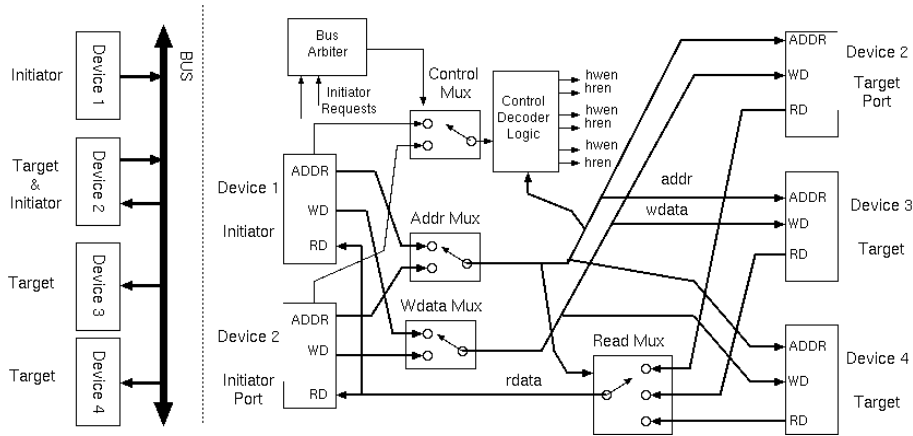 Initiator
Device 1
BUS
Target
&
Initiator
Device 2
Target
Device 3
Target
Device 4
Bus
Arbiter
Initiator
Requests
Control
Mux
Control
Decoder
Logic
hwen
hren
hwen
hren
hwen
hren
Device 1
Initiator
ADDR
WD
RD
Addr Mux
Device 2
Initiator
Port
ADDR
WD
RD
Wdata Mux
rdata
Read Mux
addr
wdata
ADDR
WD
RD
Device 2
Target
Port
ADDR
WD
RD
Device 3
Target
ADDR
WD
RD
Device 4
Target